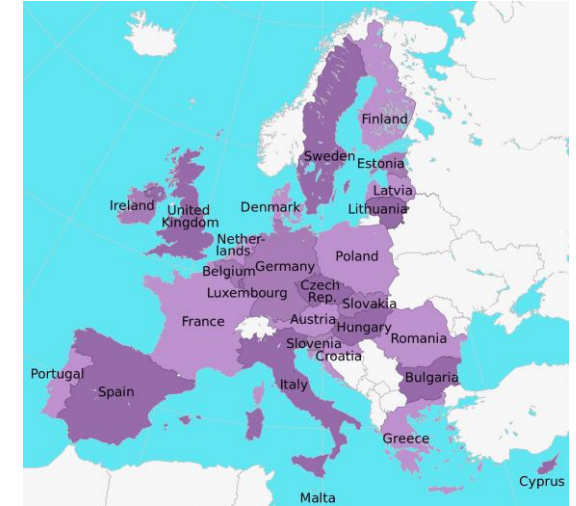 Finland
Sweden
Estonia
Latvia
Lithuania
Ireland
United
Kingdom
Denmark
Nether-
lands
Poland
Belgium
Germany
Luxembourg
Czech
Rep.
Slovakia
France
Austria
Hungary
Slovenia
Romania
Croatia
Portugal
Spain
Italy
Bulgaria
Greece
Cyprus
Malta